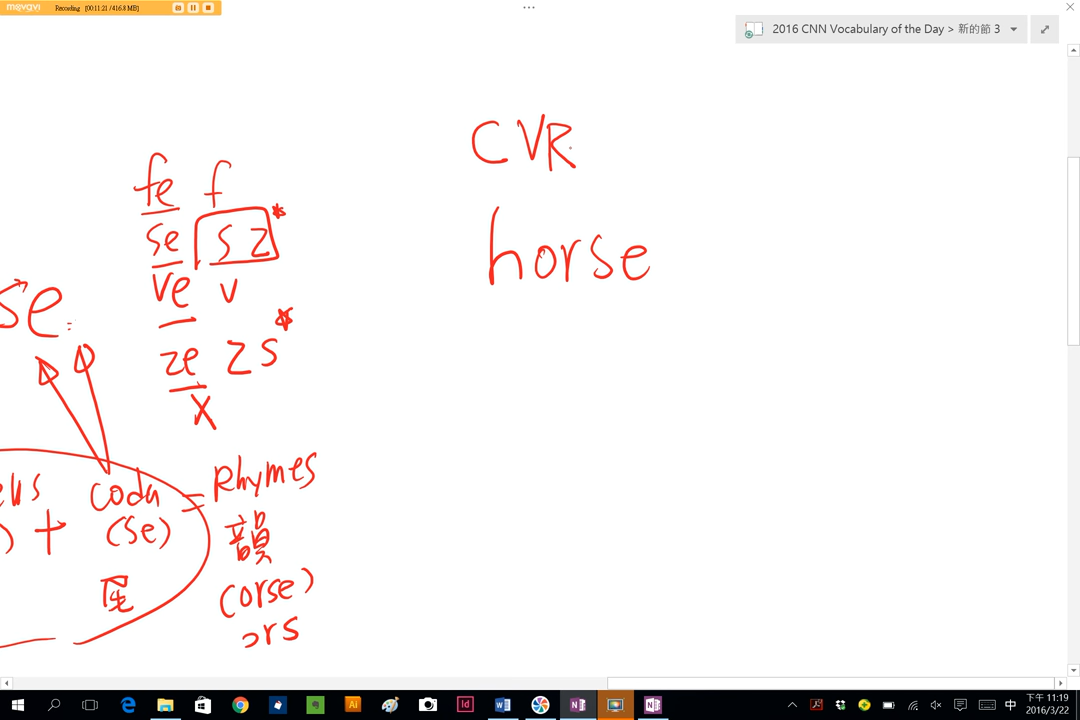 movavi Recording [00:11:21 / 416.8 MB]
2016 CNN Vocabulary of the Day > 新的節 3
CVR
horse
fe f
se s z *
ve v
ze z s *
x
se
coda = Rhymes
) + (se) 韻
尾 (orse)
ɔrs
中 下午 11:19
2016/3/22